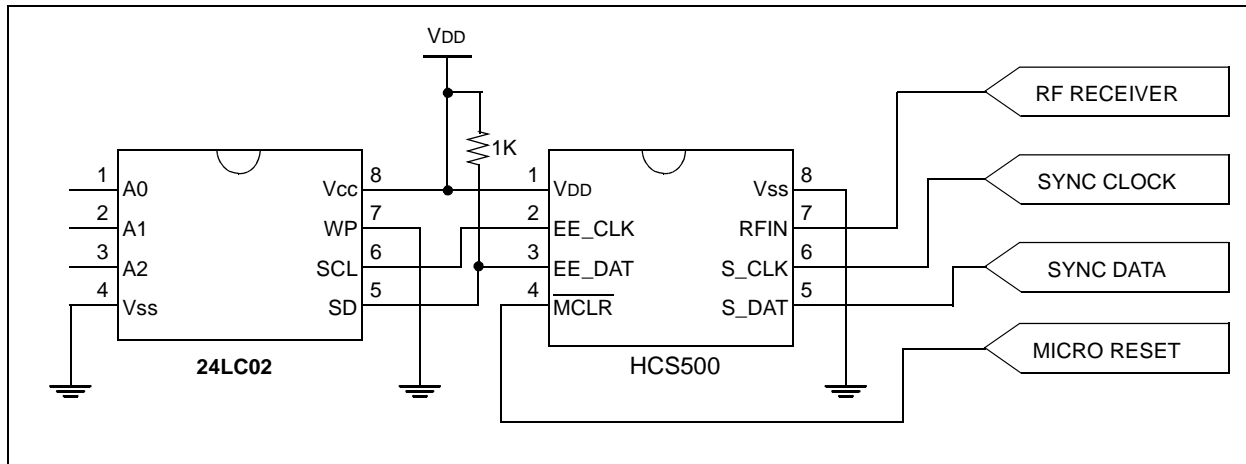 VDD
1K
1 A0
2 A1
3 A2
4 Vss
Vcc 8
WP 7
SCL 6
SD 5
24LC02
1 VDD
2 EE_CLK
3 EE_DAT
4 MCLR
Vss 8
RFIN 7
S_CLK 6
S_DAT 5
HCS500
RF RECEIVER
SYNC CLOCK
SYNC DATA
MICRO RESET